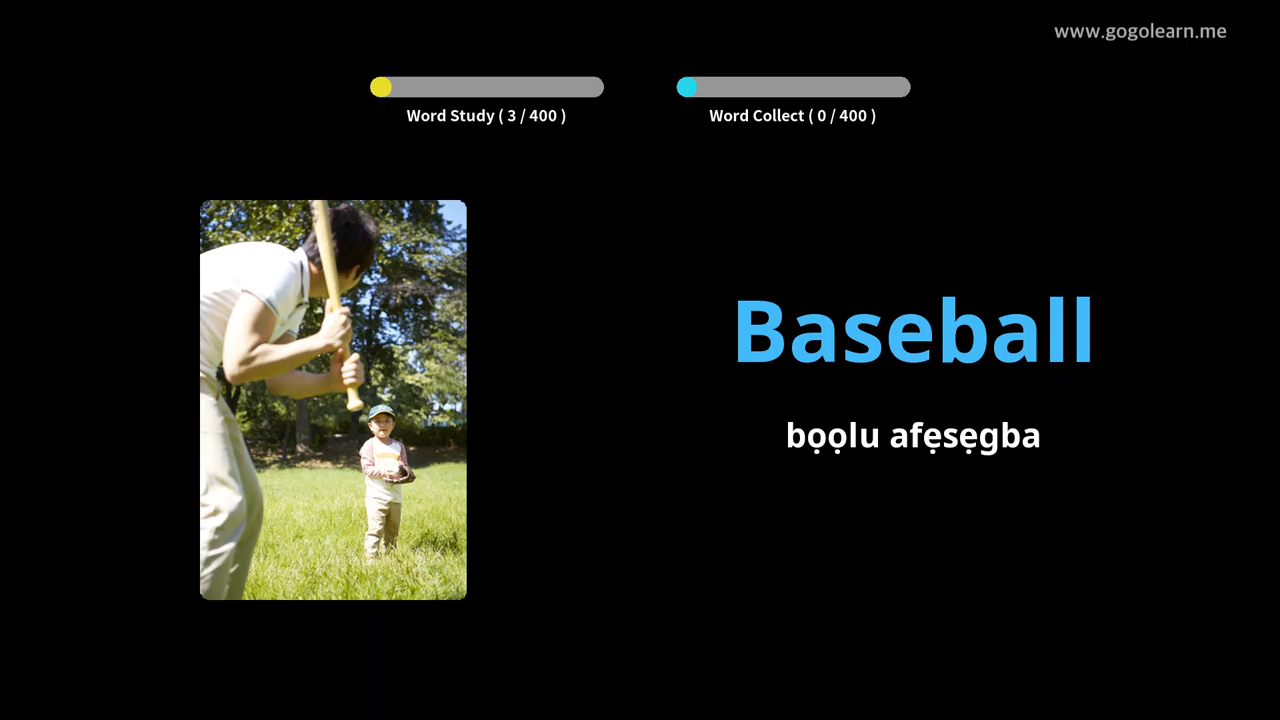 www.gogolearn.me
Word Study ( 3 / 400 )
Word Collect ( 0 / 400 )
Baseball
bọọlu afẹsẹgba